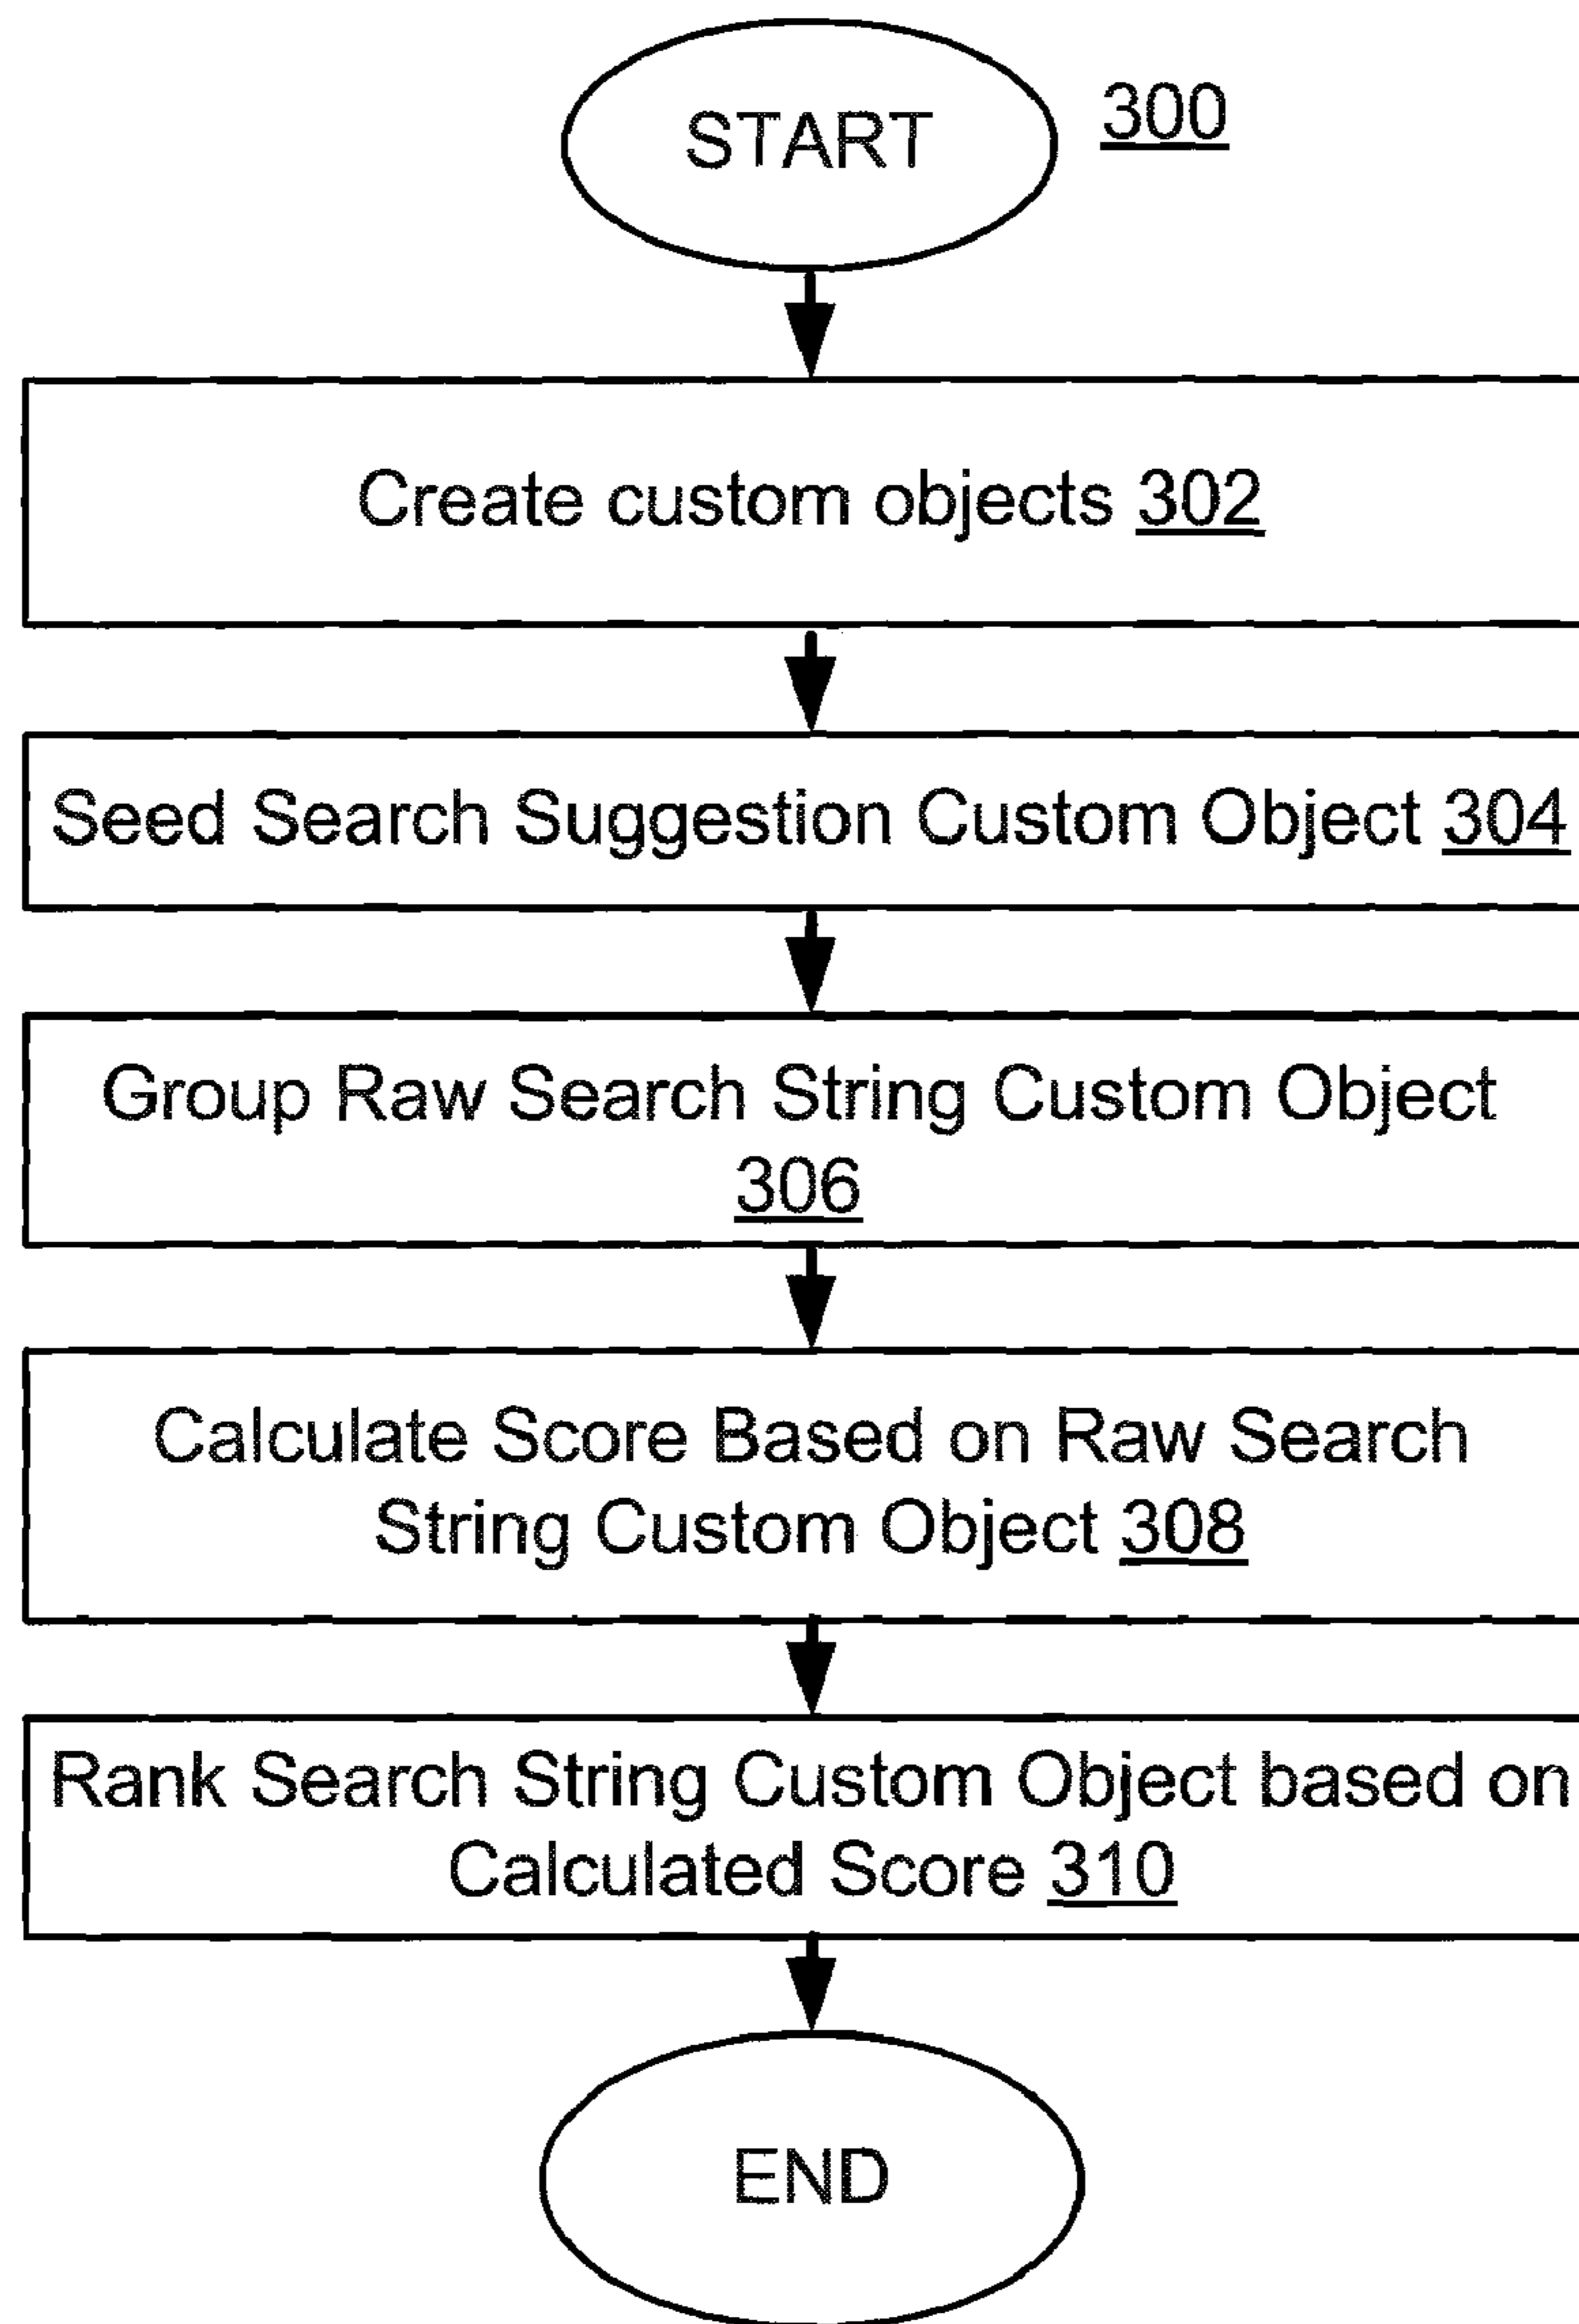 START 300
Create custom objects 302
Seed Search Suggestion Custom Object 304
Group Raw Search String Custom Object
306
Calculate Score Based on Raw Search
String Custom Object 308
Rank Search String Custom Object based on
Calculated Score 310
END